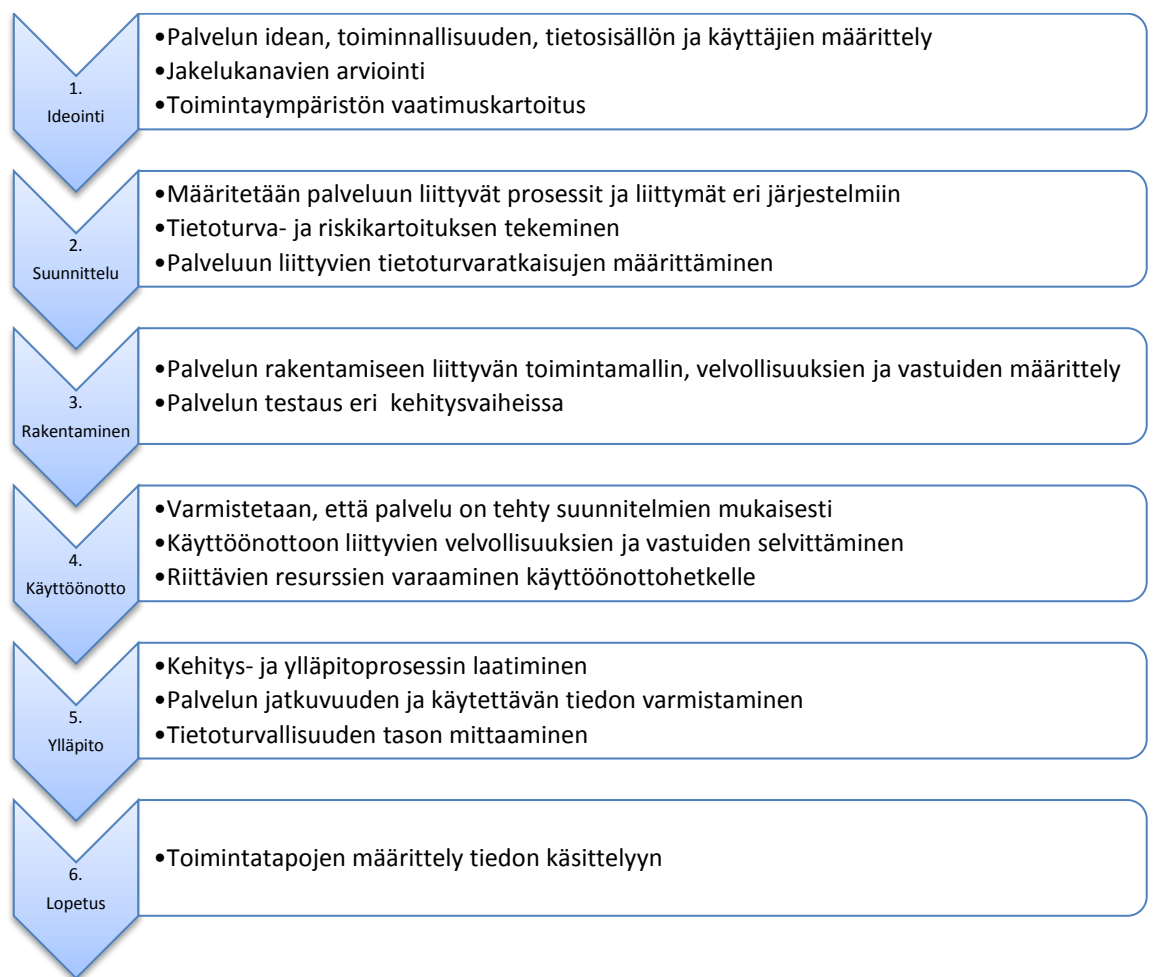 1.
Ideointi
•Palvelun idean, toiminnallisuuden, tietosisällön ja käyttäjien määrittely
•Jakelukanavien arviointi
•Toimintaympäristön vaatimuskartoitus
2.
Suunnittelu
•Määritetään palveluun liittyvät prosessit ja liittymät eri järjestelmiin
•Tietoturva- ja riskikartoituksen tekeminen
•Palveluun liittyvien tietoturvaratkaisujen määrittäminen
3.
Rakentaminen
•Palvelun rakentamiseen liittyvän toimintamallin, velvollisuuksien ja vastuiden määrittely
•Palvelun testaus eri kehitysvaiheissa
4.
Käyttöönotto
•Varmistetaan, että palvelu on tehty suunnitelmien mukaisesti
•Käyttöönottoon liittyvien velvollisuuksien ja vastuiden selvittäminen
•Riittävien resurssien varaaminen käyttöönottohetkelle
5.
Ylläpito
•Kehitys- ja ylläpitoprosessin laatiminen
•Palvelun jatkuvuuden ja käytettävän tiedon varmistaminen
•Tietoturvallisuuden tason mittaaminen
6.
Lopetus
•Toimintatapojen määrittely tiedon käsittelyyn